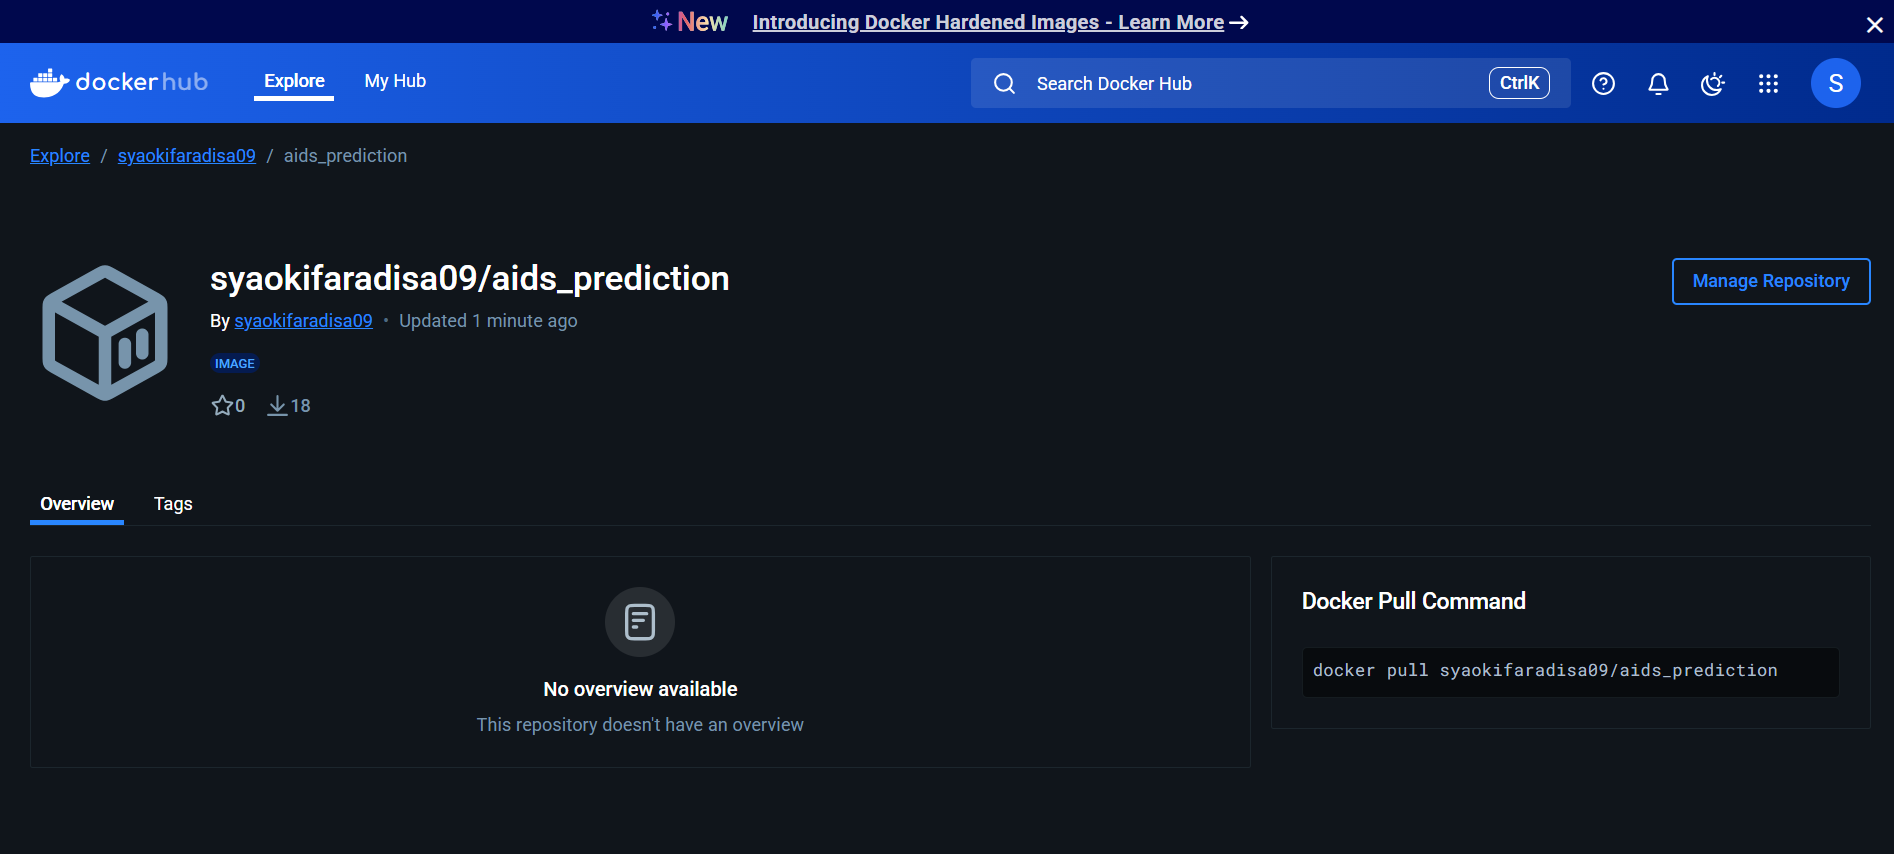 New Introducing Docker Hardened Images - Learn More
dockerhub Explore My Hub Search Docker Hub CtrlK S
Explore / syaokifaradisa09 / aids_prediction
syaokifaradisa09/aids_prediction
Manage Repository
By syaokifaradisa09 • Updated 1 minute ago
IMAGE
0 18
Overview Tags
Docker Pull Command
docker pull syaokifaradisa09/aids_prediction
No overview available
This repository doesn't have an overview